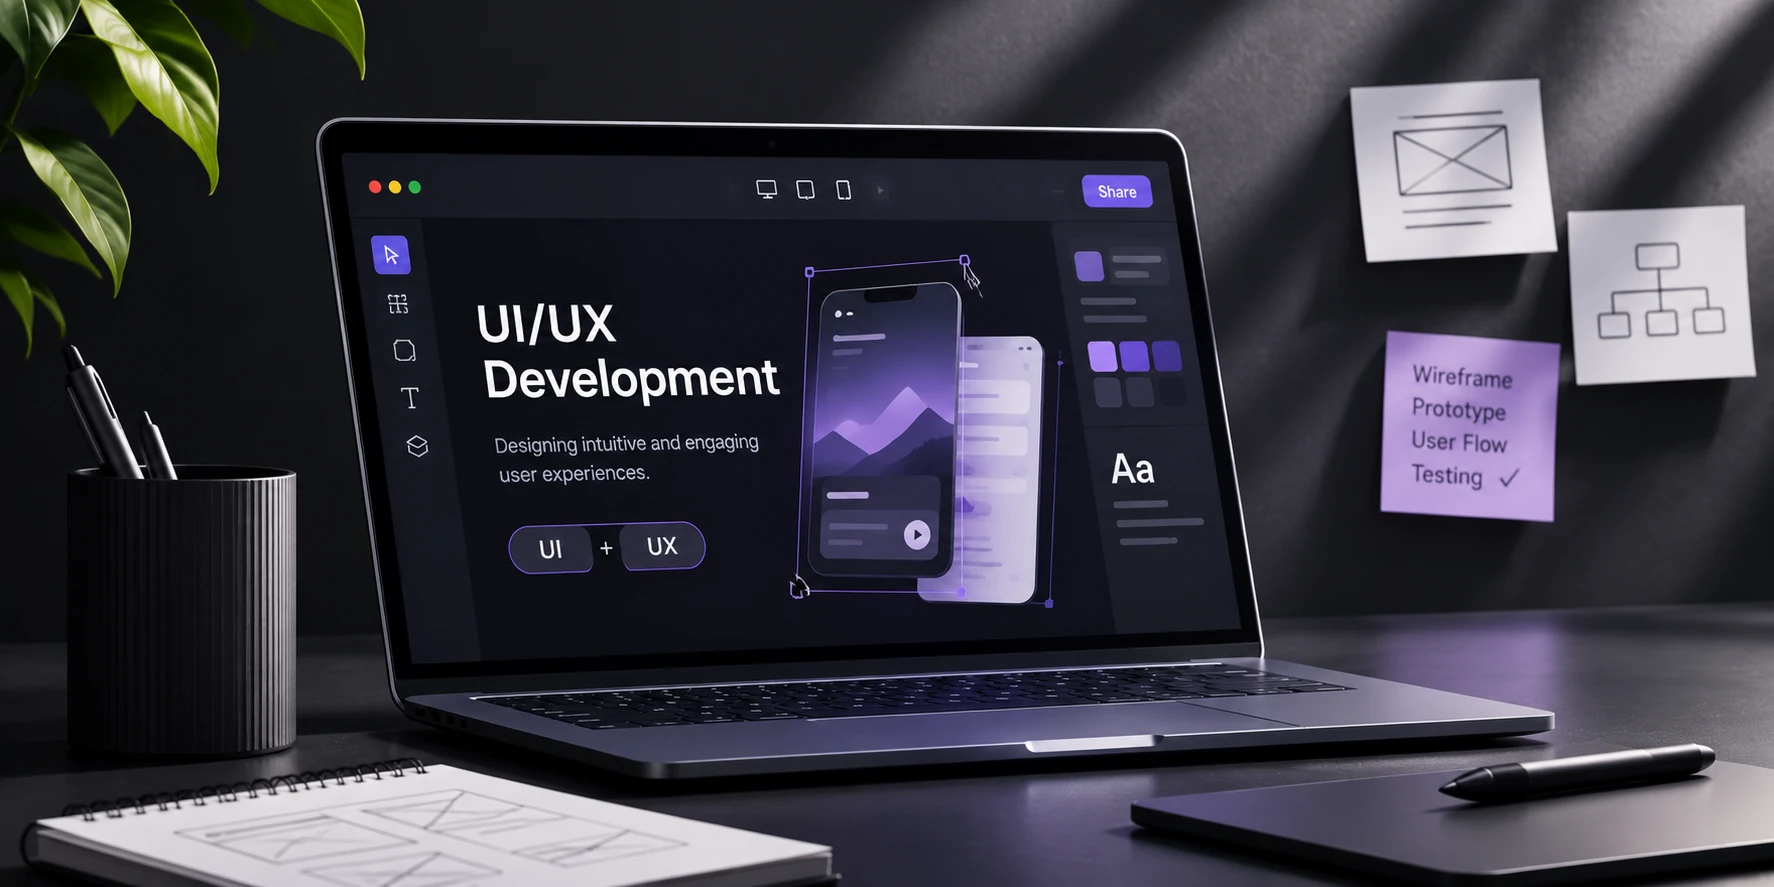 Share
UI/UX
Development
Designing intuitive and engaging
user experiences.
UI + UX
Aa
Wireframe
Prototype
User Flow
Testing ✓